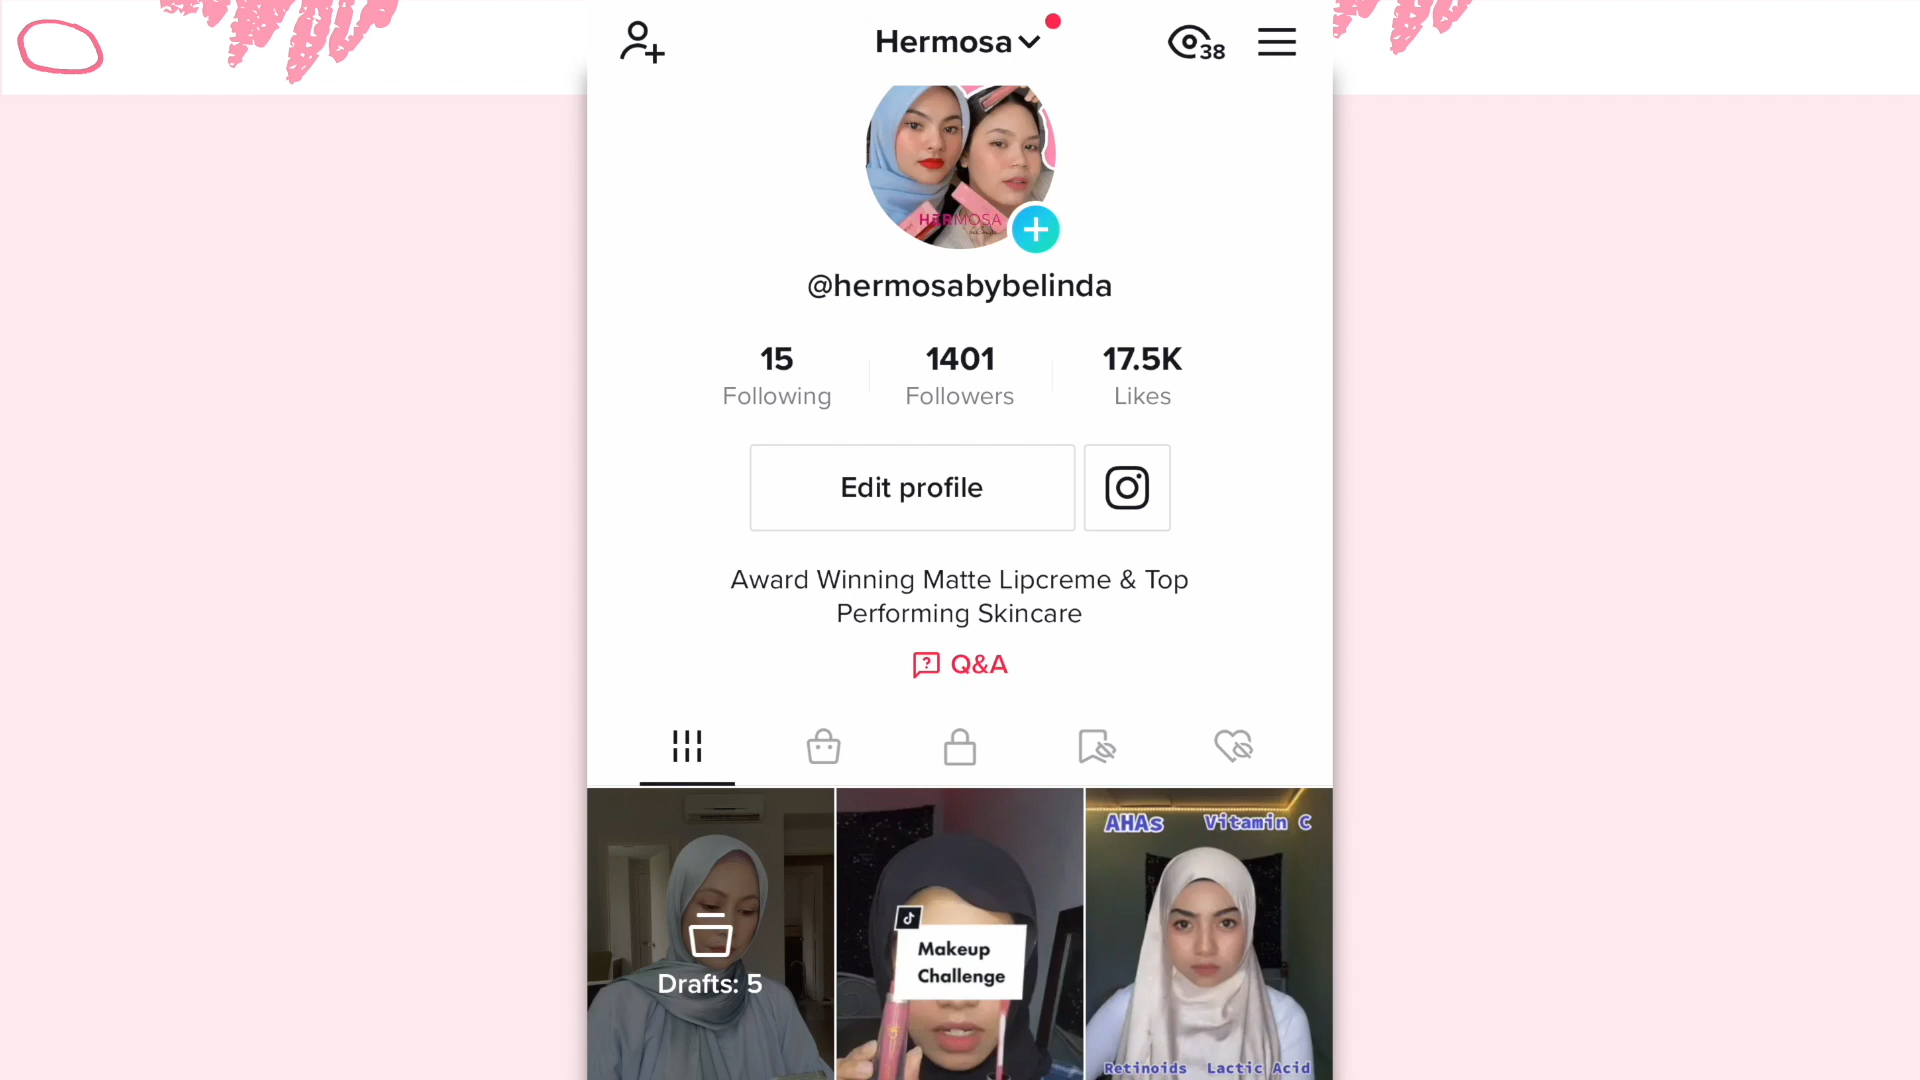 Hermosa
38
HERMOSA
@hermosabybelinda
15
Following
1401
Followers
17.5K
Likes
Edit profile
Award Winning Matte Lipcreme & Top
Performing Skincare
? Q&A
Drafts: 5
Makeup
Challenge
AHAs Vitamin C
Retinoids Lactic Acid